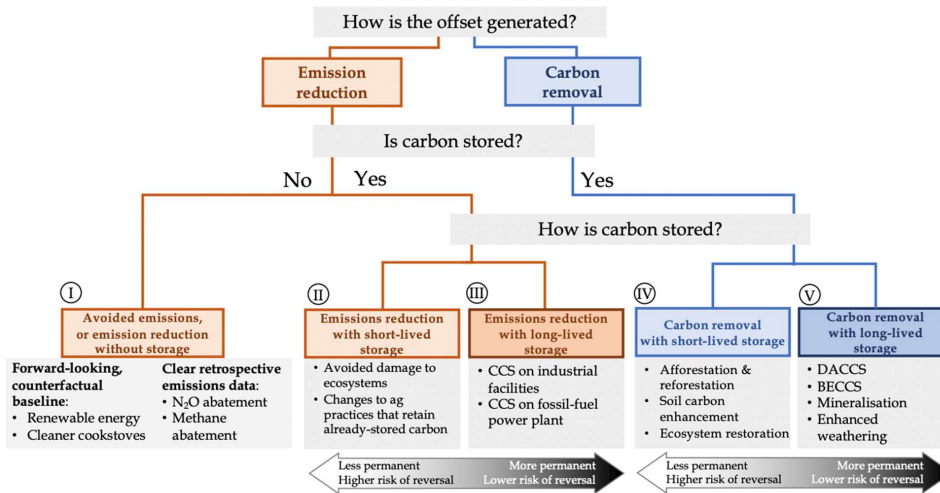 How is the offset generated?
Emission
reduction
Carbon
removal
Is carbon stored?
No
Yes
Yes
How is carbon stored?
I
Avoided emissions,
or emission reduction
without storage
Forward-looking,
counterfactual
baseline:
• Renewable energy
• Cleaner cookstoves
Clear retrospective
emissions data:
• N₂O abatement
• Methane
abatement
II
Emissions reduction
with short-lived
storage
• Avoided damage to
ecosystems
• Changes to ag
practices that retain
already-stored carbon
III
Emissions reduction
with long-lived
storage
• CCS on industrial
facilities
• CCS on fossil-fuel
power plant
IV
Carbon removal
with short-lived storage
• Afforestation &
reforestation
• Soil carbon
enhancement
• Ecosystem restoration
V
Carbon removal
with long-lived
storage
• DACCS
• BECCS
• Mineralisation
• Enhanced
weathering
Less permanent
Higher risk of reversal
More permanent
Lower risk of reversal
Less permanent
Higher risk of reversal
More permanent
Lower risk of reversal